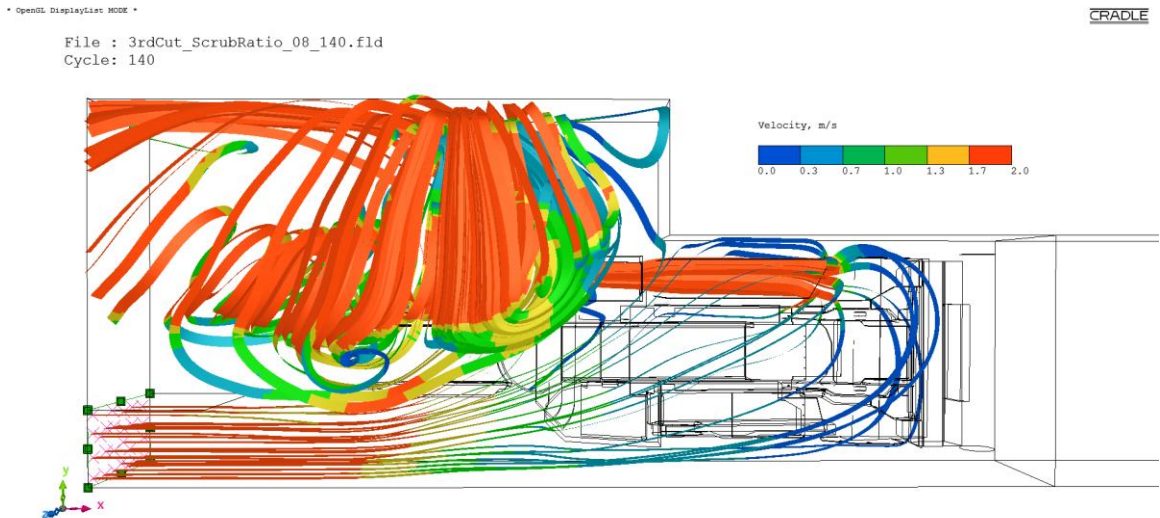 * OpenGL DisplayList MODE *
CRADLE
File : 3rdCut_ScrubRatio_08_140.fld
Cycle: 140
Velocity, m/s
0.0 0.3 0.7 1.0 1.3 1.7 2.0
y
z x